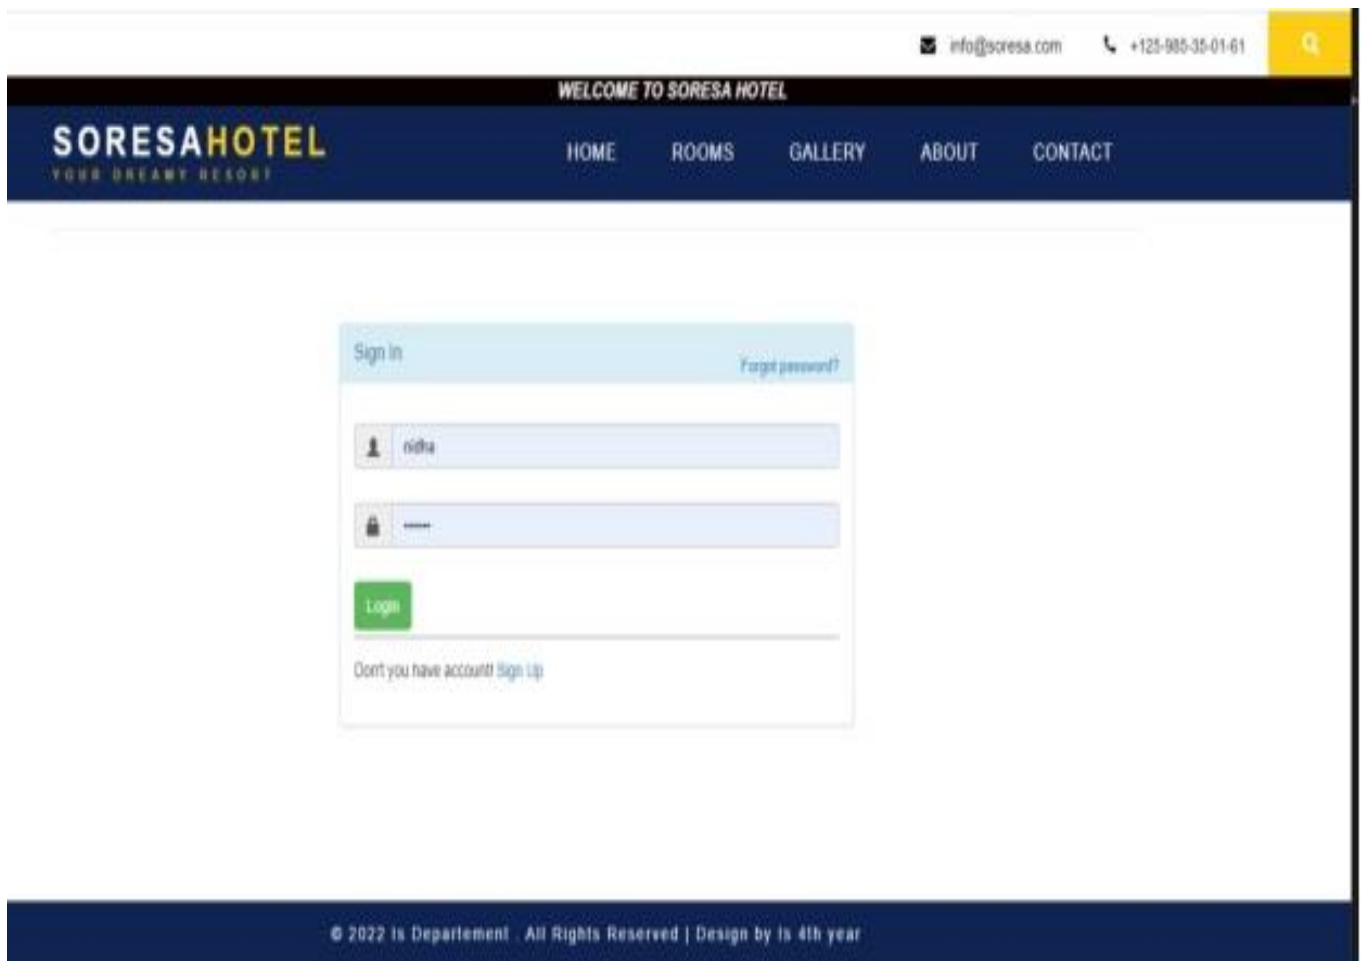 info@soresa.com +125-985-35-01-61
WELCOME TO SORESA HOTEL
SORESAHOTEL
YOUR DREAMY RESORT
HOME ROOMS GALLERY ABOUT CONTACT
Sign In
Forgot password?
nidha
••••••
Login
Don't you have account! Sign Up
© 2022 Is Departement . All Rights Reserved | Design by Is 4th year